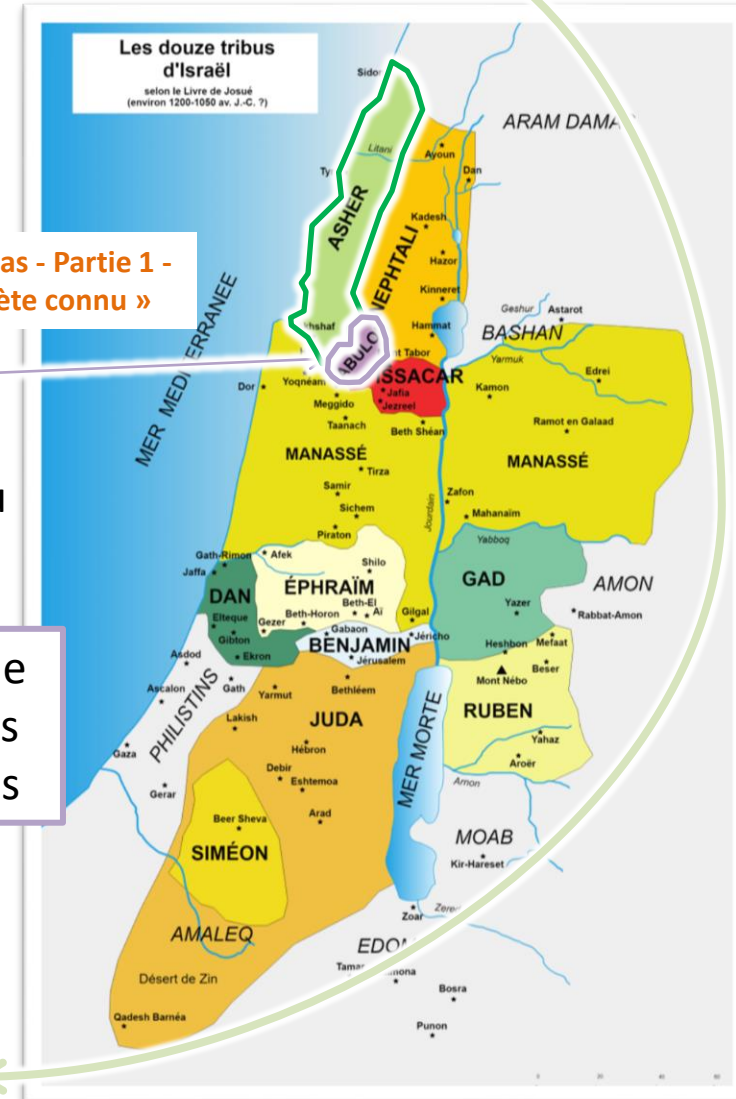 Les douze tribus
d'Israël
selon le Livre de Josué
(environ 1200-1050 av. J.-C. ?)
ARAM
Litani
Ayoun
Dan
ASHER
Kadesh
NEPHTALI
Hazor
as - Partie 1 -
ète connu »
Kinneret
Geshur
Astarot
MER MEDITERRANEE
Hammat
BASHAN
Yarmuk
ABULO
nt Tabor
Yoqnéam
ISSACAR
Edrei
Dor
Jafia
Kamon
Meggido
Jezreel
Taanach
Beth Shéan
Ramot en Galaad
MANASSÉ
MANASSÉ
Tirza
Samir
Zafon
Sichem
Jourdain
Mahanaïm
Piraton
Yabboq
Gath-Rimon
Afek
Jaffa
Shilo
ÉPHRAÏM
GAD
AMON
DAN
Beth-El
Yazer
Elteque
Gezer
Beth-Horon
Aï
Gilgal
Rabbat-Amon
Gibton
Gabaon
Jéricho
Mefaat
BENJAMIN
Heshbon
Asdod
Ekron
Jérusalem
Beser
Mont Nébo
Ascalon
Gath
Yarmut
Bethléem
PHILISTINS
RUBEN
Lakish
JUDA
Yahaz
Gaza
Hébron
Aroër
Debir
MER MORTE
Gerar
Eshtemoa
Arnon
Arad
Beer Sheva
MOAB
SIMÉON
Kir-Hareset
Zoar
AMALEQ
EDOM
Désert de Zin
Bosra
Qadesh Barnéa
Punon
e
s
s